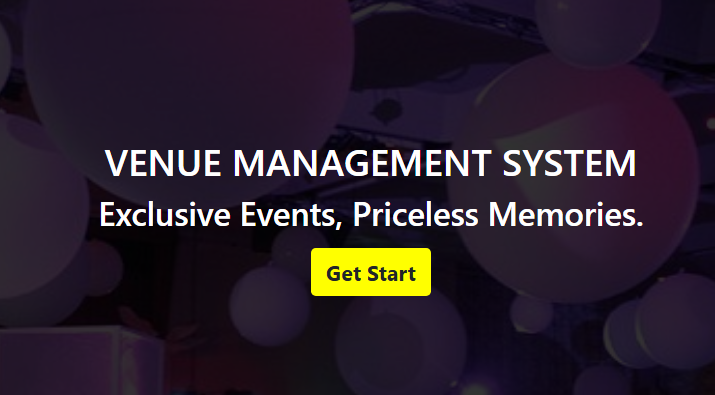 VENUE MANAGEMENT SYSTEM
Exclusive Events, Priceless Memories.
Get Start